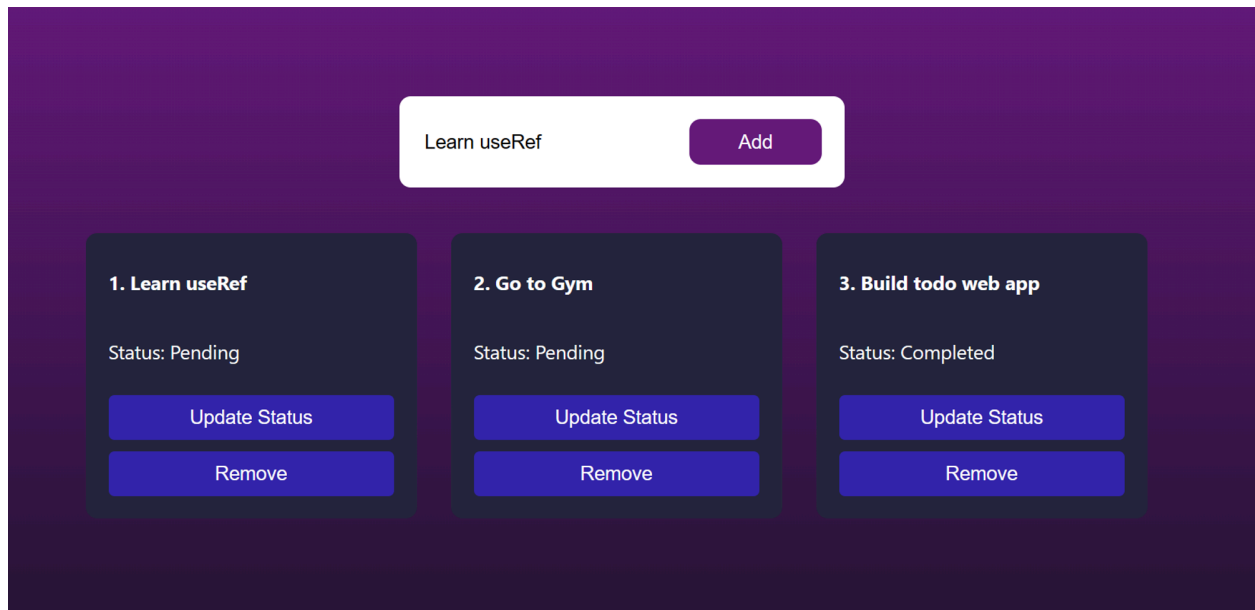 Learn useRef
Add
1. Learn useRef
Status: Pending
Update Status
Remove
2. Go to Gym
Status: Pending
Update Status
Remove
3. Build todo web app
Status: Completed
Update Status
Remove